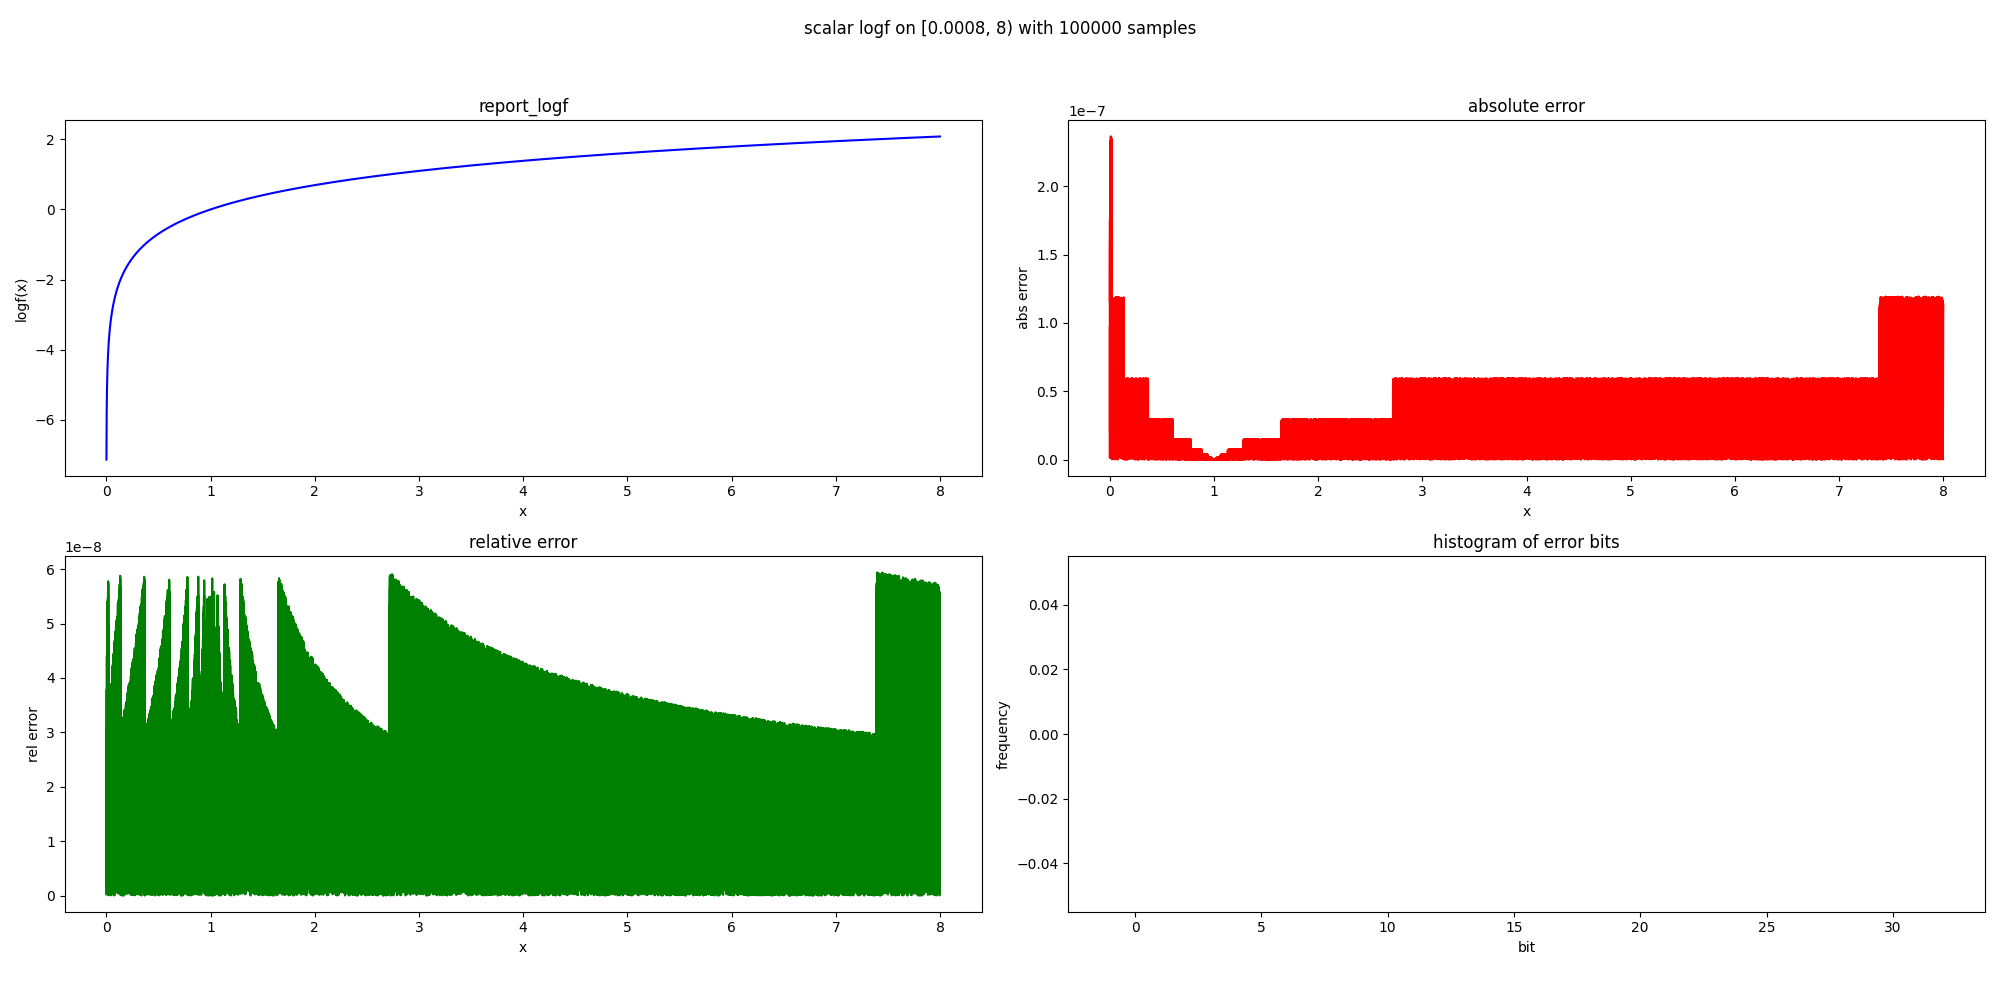 scalar logf on [0.0008, 8) with 100000 samples
report_logf
logf(x)
2
0
−2
−4
−6
0 1 2 3 4 5 6 7 8
x
absolute error
1e−7
abs error
2.0
1.5
1.0
0.5
0.0
0 1 2 3 4 5 6 7 8
x
relative error
1e−8
rel error
6
5
4
3
2
1
0
0 1 2 3 4 5 6 7 8
x
histogram of error bits
frequency
0.04
0.02
0.00
−0.02
−0.04
0 5 10 15 20 25 30
bit